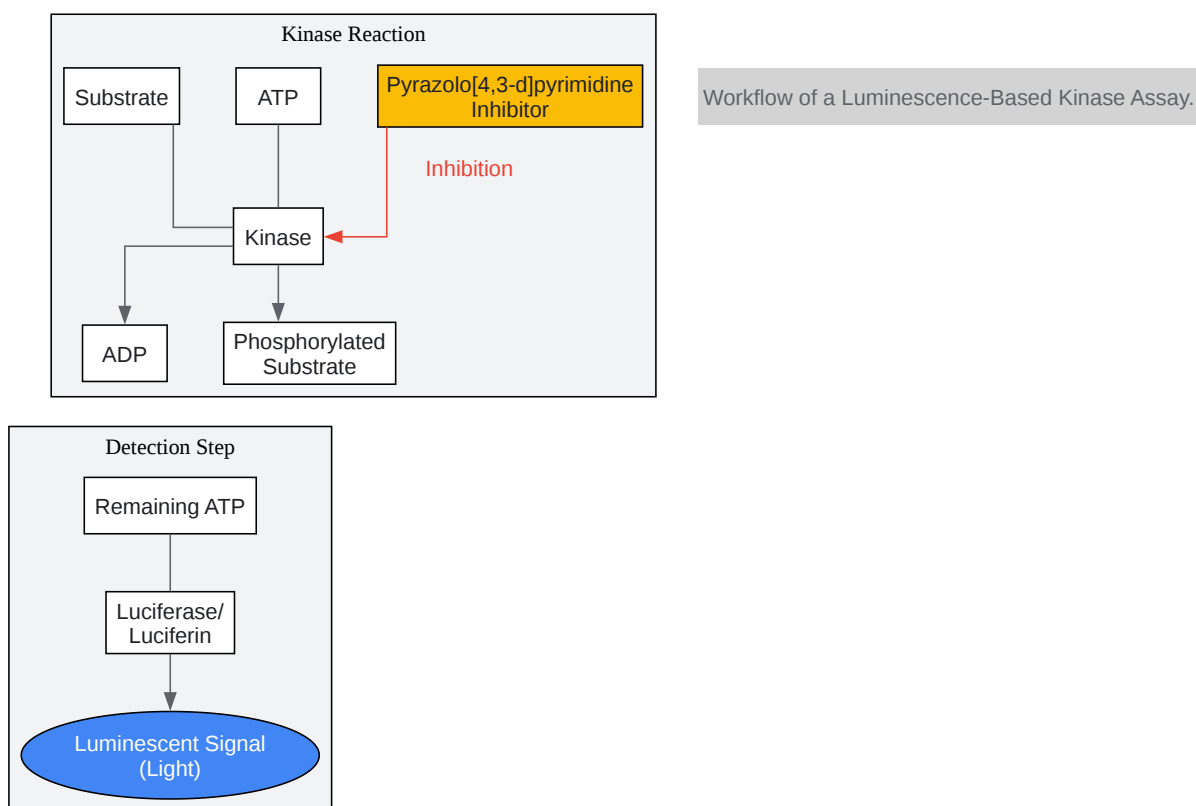 Kinase Reaction
Substrate
ATP
Pyrazolo[4,3-d]pyrimidine
Inhibitor
Workflow of a Luminescence-Based Kinase Assay.
Inhibition
Kinase
ADP
Phosphorylated
Substrate
Detection Step
Remaining ATP
Luciferase/
Luciferin
Luminescent Signal
(Light)